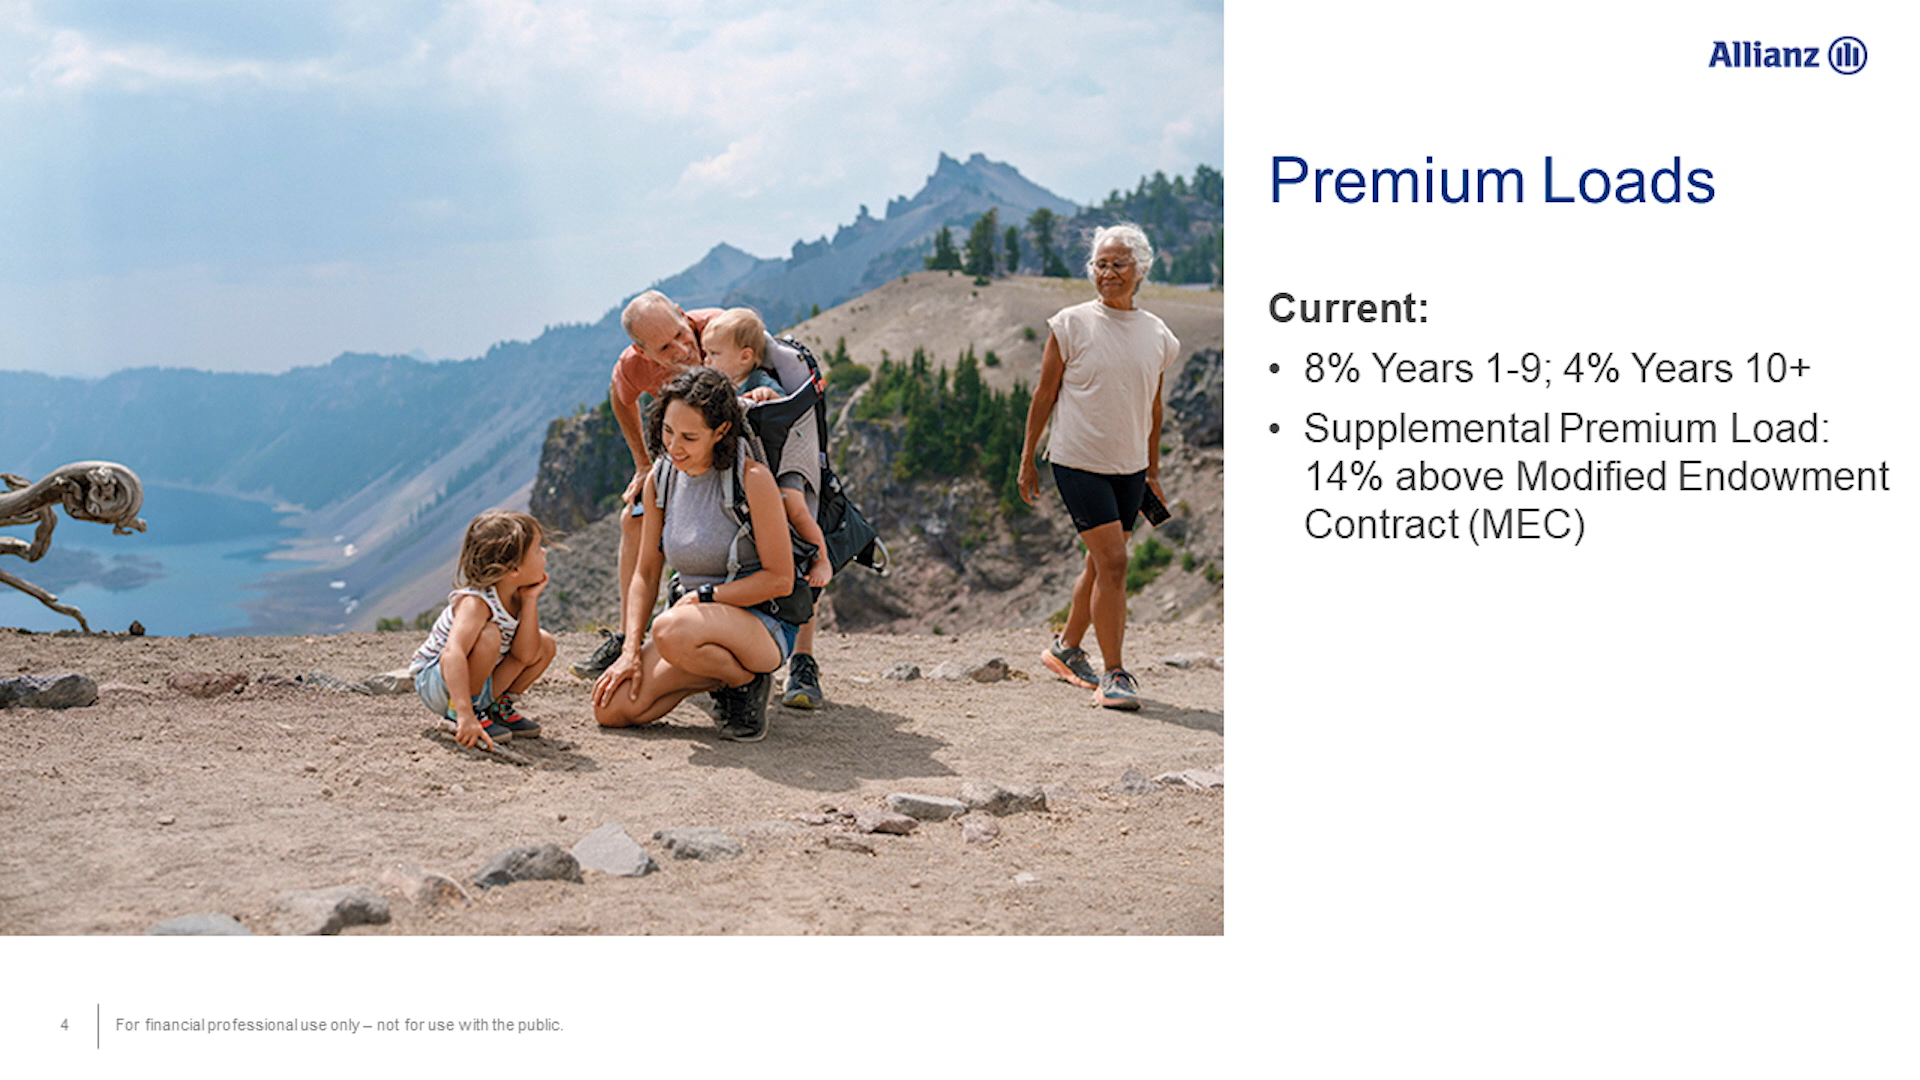 Allianz
Premium Loads
Current:
• 8% Years 1-9; 4% Years 10+
• Supplemental Premium Load:
14% above Modified Endowment
Contract (MEC)
4
For financial professional use only – not for use with the public.